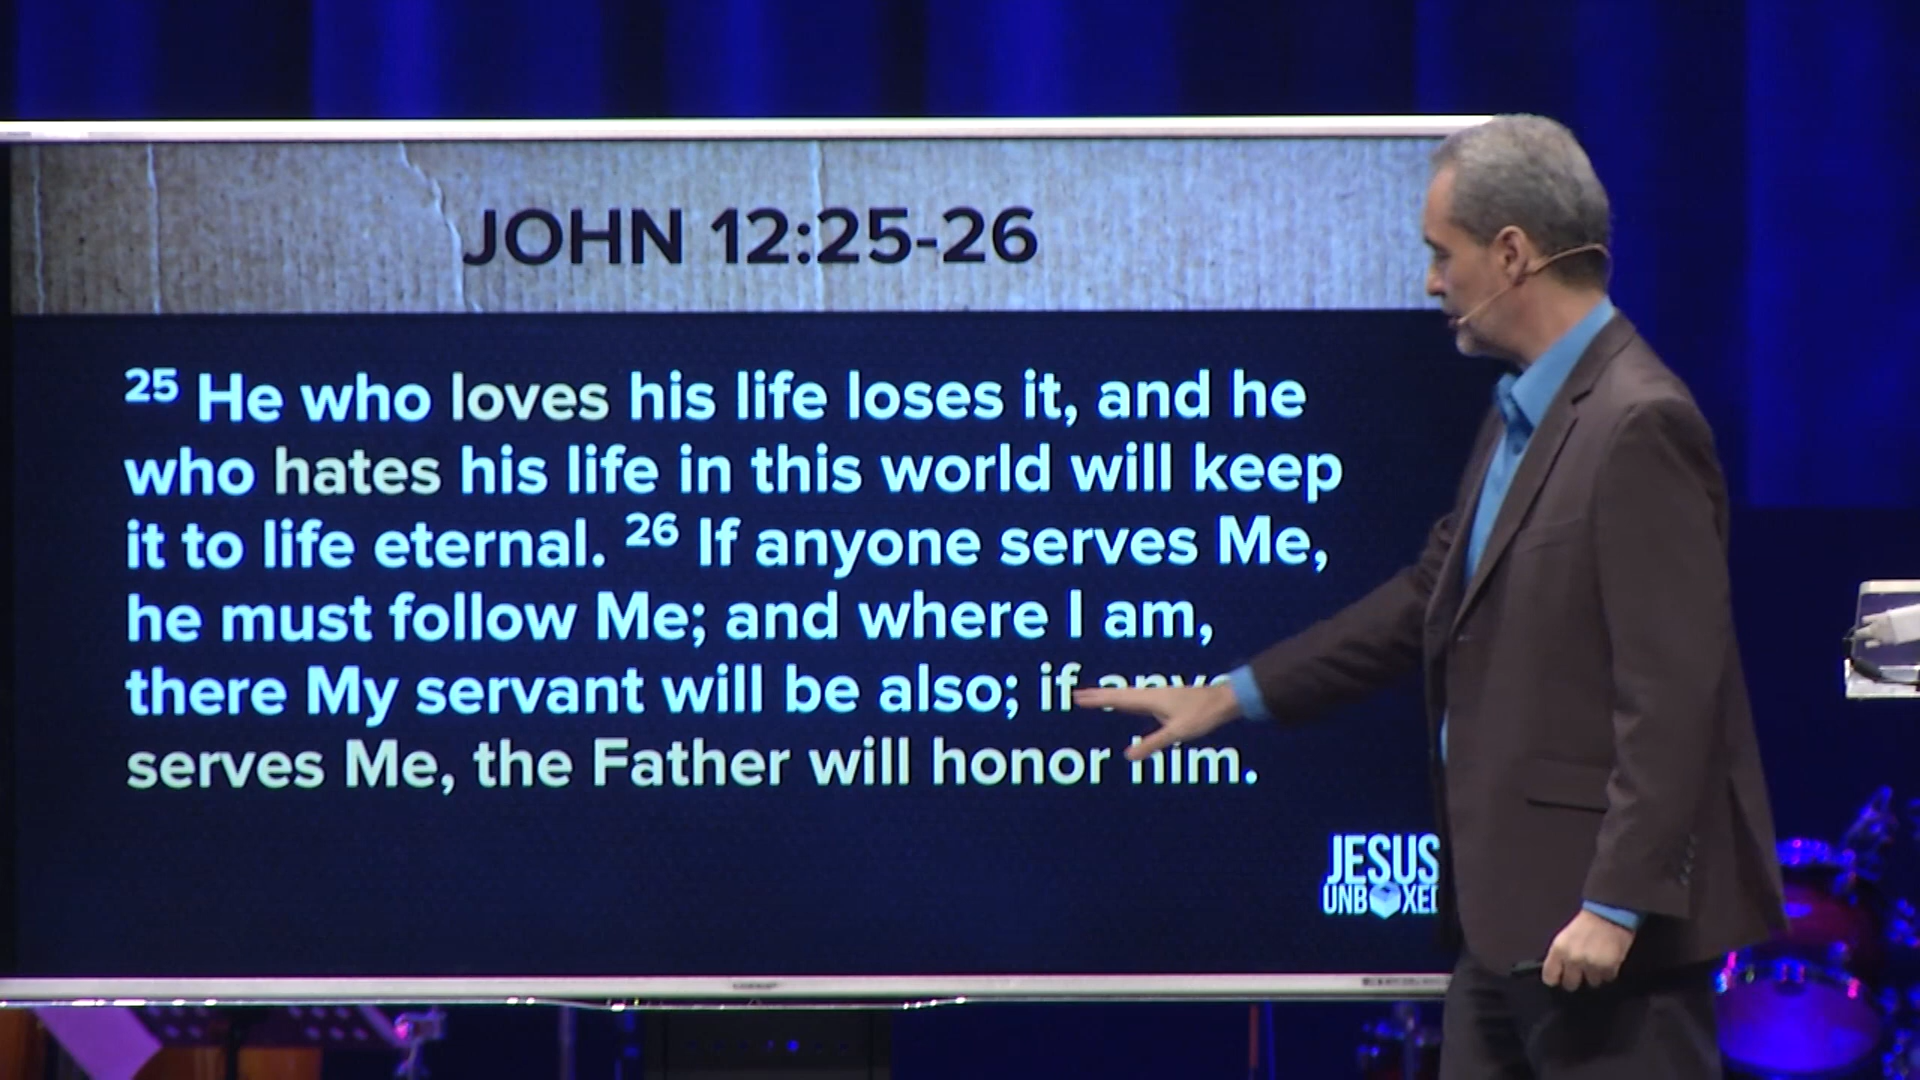 JOHN 12:25-26
25 He who loves his life loses it, and he
who hates his life in this world will keep
it to life eternal. 26 If anyone serves Me,
he must follow Me; and where I am,
there My servant will be also; if
serves Me, the Father will honor him.
JESUS
UNBOXED